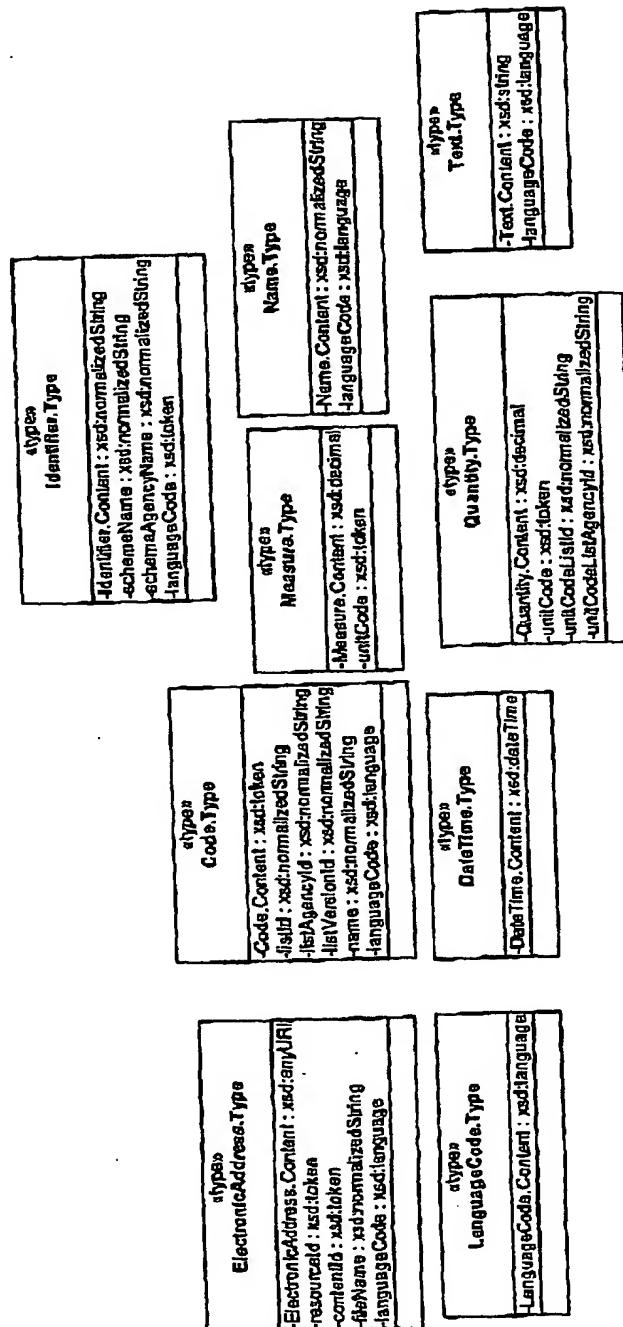 «type»
ElectronicAddress.Type
-ElectronicAddress.Content : xsd:anyURI
-resourceId : xsd:token
-contentId : xsd:token
-fileName : xsd:normalizedString
-languageCode : xsd:language
«type»
Code.Type
-Code.Content : xsd:token
-listId : xsd:normalizedString
-listAgencyId : xsd:normalizedString
-listVersionId : xsd:normalizedString
-name : xsd:normalizedString
-languageCode : xsd:language
«type»
Identifier.Type
-Identifier.Content : xsd:normalizedString
-schemeName : xsd:normalizedString
-schemeAgencyName : xsd:normalizedString
-languageCode : xsd:token
«type»
Measure.Type
-Measure.Content : xsd:decimal
-unitCode : xsd:token
«type»
Name.Type
-Name.Content : xsd:normalizedString
-languageCode : xsd:language
«type»
LanguageCode.Type
-LanguageCode.Content : xsd:language
«type»
DateTime.Type
-DateTime.Content : xsd:dateTime
«type»
Quantity.Type
-Quantity.Content : xsd:decimal
-unitCode : xsd:token
-unitCodeListId : xsd:normalizedString
-unitCodeListAgencyId : xsd:normalizedString
«type»
Text.Type
-Text.Content : xsd:string
-languageCode : xsd:language